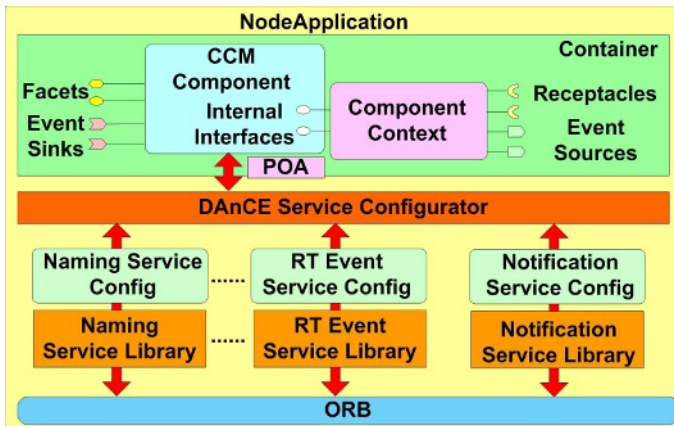 NodeApplication
Container
CCM
Component
Facets
Event
Sinks
Internal
Interfaces
Component
Context
Receptacles
Event
Sources
POA
DAnCE Service Configurator
Naming Service
Config
......
RT Event
Service Config
Notification
Service Config
Naming
Service Library
......
RT Event
Service Library
Notification
Service Library
ORB